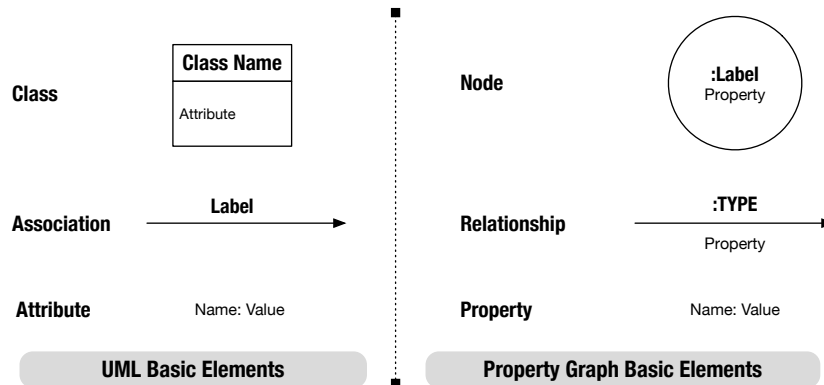 Class
Class Name
Attribute
Association
Label
Attribute
Name: Value
UML Basic Elements
Node
:Label
Property
Relationship
:TYPE
Property
Property
Name: Value
Property Graph Basic Elements